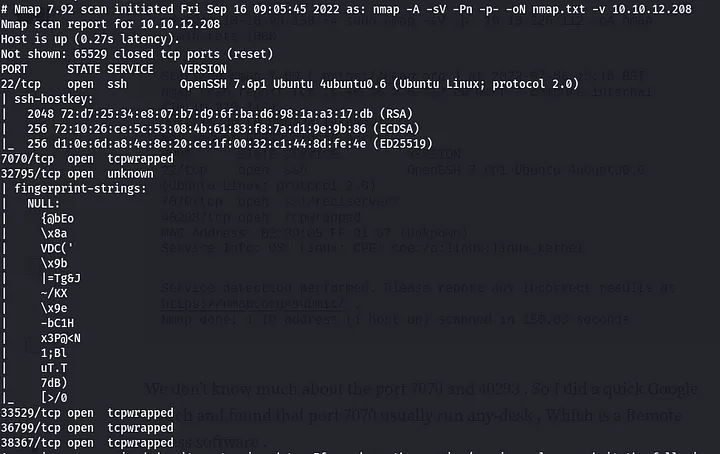 # Nmap 7.92 scan initiated Fri Sep 16 09:05:45 2022 as: nmap -A -sV -Pn -p- -oN nmap.txt -v 10.10.12.208
Nmap scan report for 10.10.12.208
Host is up (0.27s latency).
Not shown: 65529 closed tcp ports (reset)
PORT      STATE SERVICE    VERSION
22/tcp    open  ssh        OpenSSH 7.6p1 Ubuntu 4ubuntu0.6 (Ubuntu Linux; protocol 2.0)
| ssh-hostkey:
|   2048 72:d7:25:34:e8:07:b7:d9:6f:ba:d6:98:1a:a3:17:db (RSA)
|   256 72:10:26:ce:5c:53:08:4b:61:83:f8:7a:d1:9e:9b:86 (ECDSA)
|_  256 d1:0e:6d:a8:4e:8e:20:ce:1f:00:32:c1:44:8d:fe:4e (ED25519)
7070/tcp  open  tcpwrapped
32795/tcp open  unknown
| fingerprint-strings:
|   NULL:
|     {@bEo
|     \x8a
|     VDC('
|     \x9b
|     |=Tg&J
|     ~/KX
|     \x9e
|     -bC1H
|     x3P@<N
|     1;Bl
|     uT.T
|     7dB)
|_    [>/0
33529/tcp open  tcpwrapped
36799/tcp open  tcpwrapped
38367/tcp open  tcpwrapped
Service detection performed. Please report any incorrect results at
We don't know much about the port 7070 and 40293 . So I did a quick Google
and found that port 7070 usually run any-desk . Which is a Remote
software .